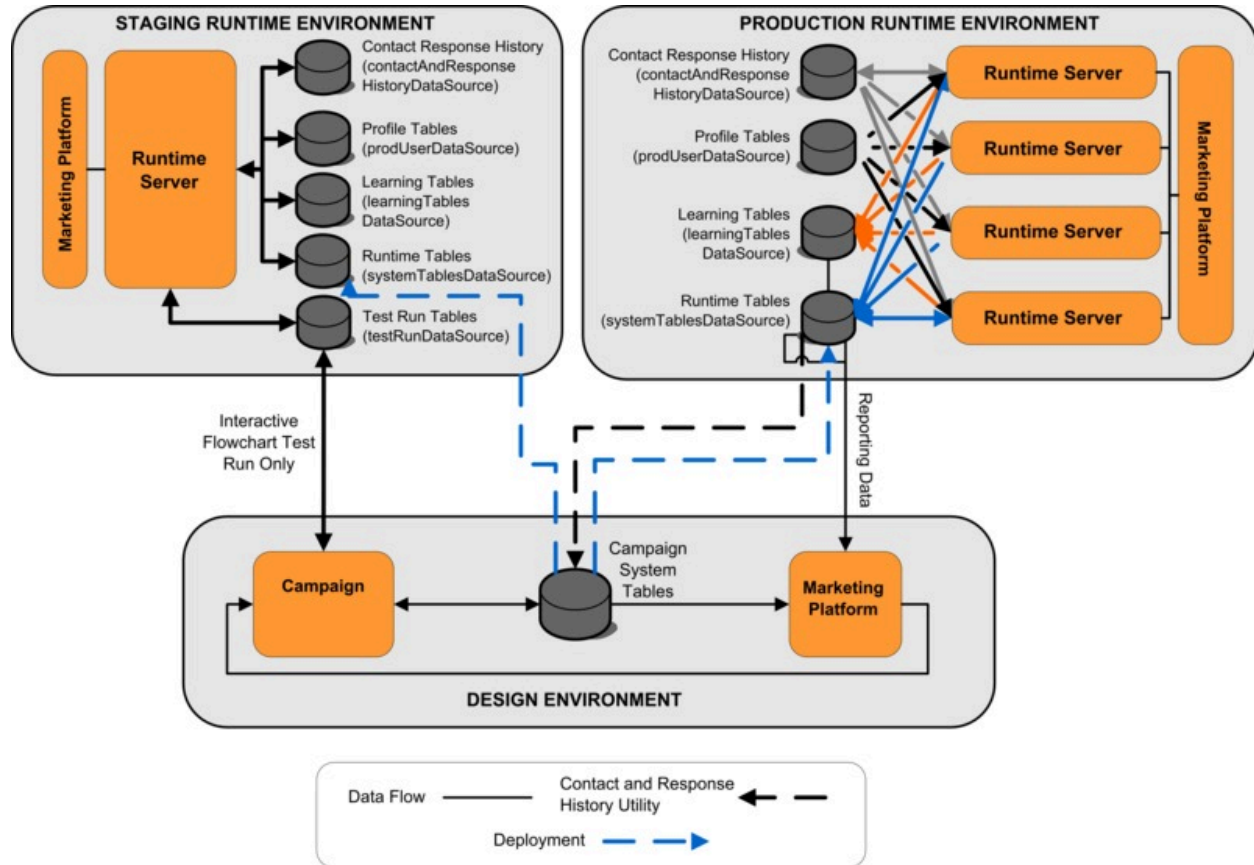 STAGING RUNTIME ENVIRONMENT
Marketing Platform
Runtime
Server
Contact Response History
(contactAndResponse
HistoryDataSource)
Profile Tables
(prodUserDataSource)
Learning Tables
(learningTables
DataSource)
Runtime Tables
(systemTablesDataSource)
Test Run Tables
(testRunDataSource)
PRODUCTION RUNTIME ENVIRONMENT
Contact Response History
(contactAndResponse
HistoryDataSource)
Profile Tables
(prodUserDataSource)
Learning Tables
(learningTables
DataSource)
Runtime Tables
(systemTablesDataSource)
Runtime Server
Runtime Server
Runtime Server
Runtime Server
Marketing Platform
Interactive
Flowchart Test
Run Only
Reporting Data
Campaign
Campaign
System
Tables
Marketing
Platform
DESIGN ENVIRONMENT
Data Flow
Contact and Response
History Utility
Deployment